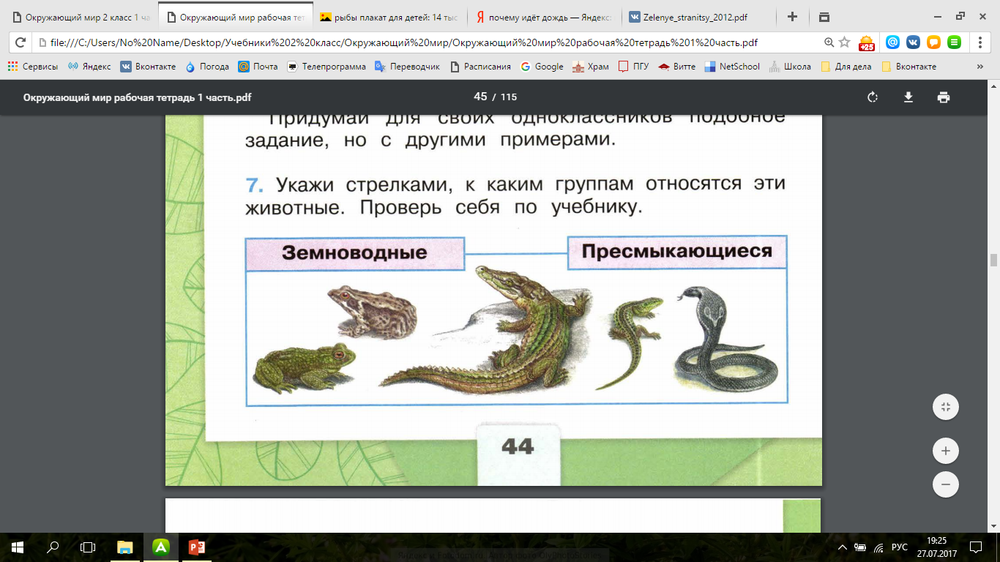 Окружающий мир 2 класс 1 ча
Окружающий мир рабочая тет
рыбы плакат для детей: 14 тыс
почему идёт дождь — Яндекс:
Zelenye_stranitsy_2012.pdf
file:///C:/Users/No%20Name/Desktop/Учебники%202%20класс/Окружающий%20мир/Окружающий%20мир%20рабочая%20тетрадь%201%20часть.pdf
+25
Сервисы Яндекс Вконтакте Погода Почта Телепрограмма Переводчик Расписания Google Храм ПГУ Витте NetSchool Школа Для дела Вконтакте »
Окружающий мир рабочая тетрадь 1 часть.pdf 45 / 115
Придумай для своих одноклассников подобное
задание, но с другими примерами.
7. Укажи стрелками, к каким группам относятся эти
животные. Проверь себя по учебнику.
Земноводные Пресмыкающиеся
44
РУС
19:25
27.07.2017